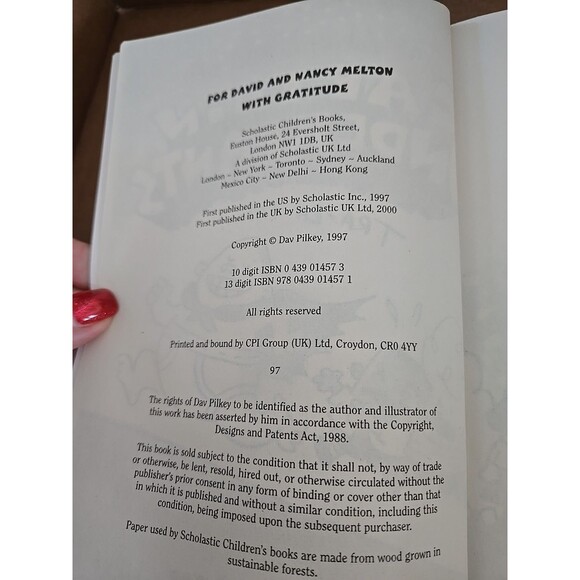 FOR DAVID AND NANCY MELTON
WITH GRATITUDE
Scholastic Children's Books,
Euston House, 24 Eversholt Street,
London NW1 1DB, UK
A division of Scholastic UK Ltd
London ~ New York ~ Toronto ~ Sydney ~ Auckland
Mexico City ~ New Delhi ~ Hong Kong
First published in the US by Scholastic Inc., 1997
First published in the UK by Scholastic UK Ltd, 2000
Copyright © Dav Pilkey, 1997
10 digit ISBN 0 439 01457 3
13 digit ISBN 978 0439 01457 1
All rights reserved
Printed and bound by CPI Group (UK) Ltd, Croydon, CR0 4YY
97
The rights of Dav Pilkey to be identified as the author and illustrator of
this work has been asserted by him in accordance with the Copyright,
Designs and Patents Act, 1988.
This book is sold subject to the condition that it shall not, by way of trade
or otherwise, be lent, resold, hired out, or otherwise circulated without the
publisher's prior consent in any form of binding or cover other than that
in which it is published and without a similar condition, including this
condition, being imposed upon the subsequent purchaser.
Paper used by Scholastic Children's books are made from wood grown in
sustainable forests.